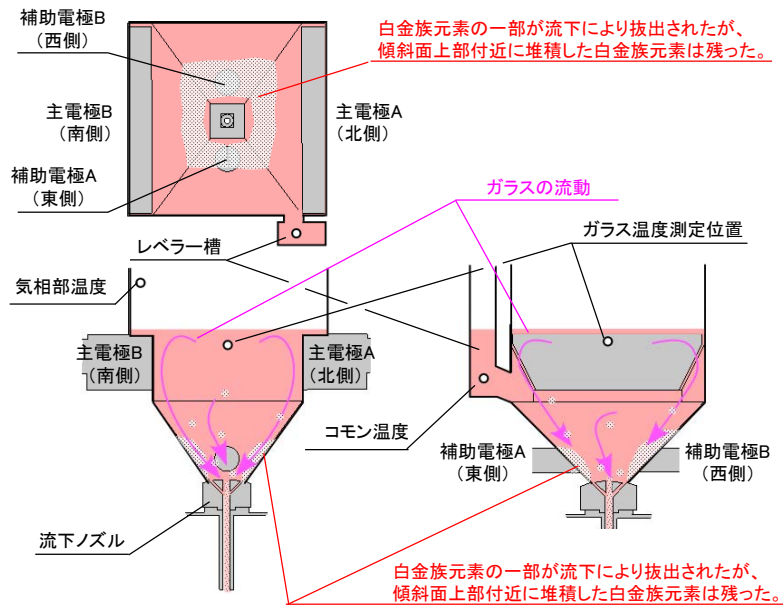 補助電極B
(西側)
白金族元素の一部が流下により抜出されたが、
傾斜面上部付近に堆積した白金族元素は残った。
主電極B
(南側)
主電極A
(北側)
補助電極A
(東側)
ガラスの流動
レベラー槽
ガラス温度測定位置
気相部温度
主電極B
(南側)
主電極A
(北側)
コモン温度
補助電極A
(東側)
補助電極B
(西側)
流下ノズル
白金族元素の一部が流下により抜出されたが、
傾斜面上部付近に堆積した白金族元素は残った。